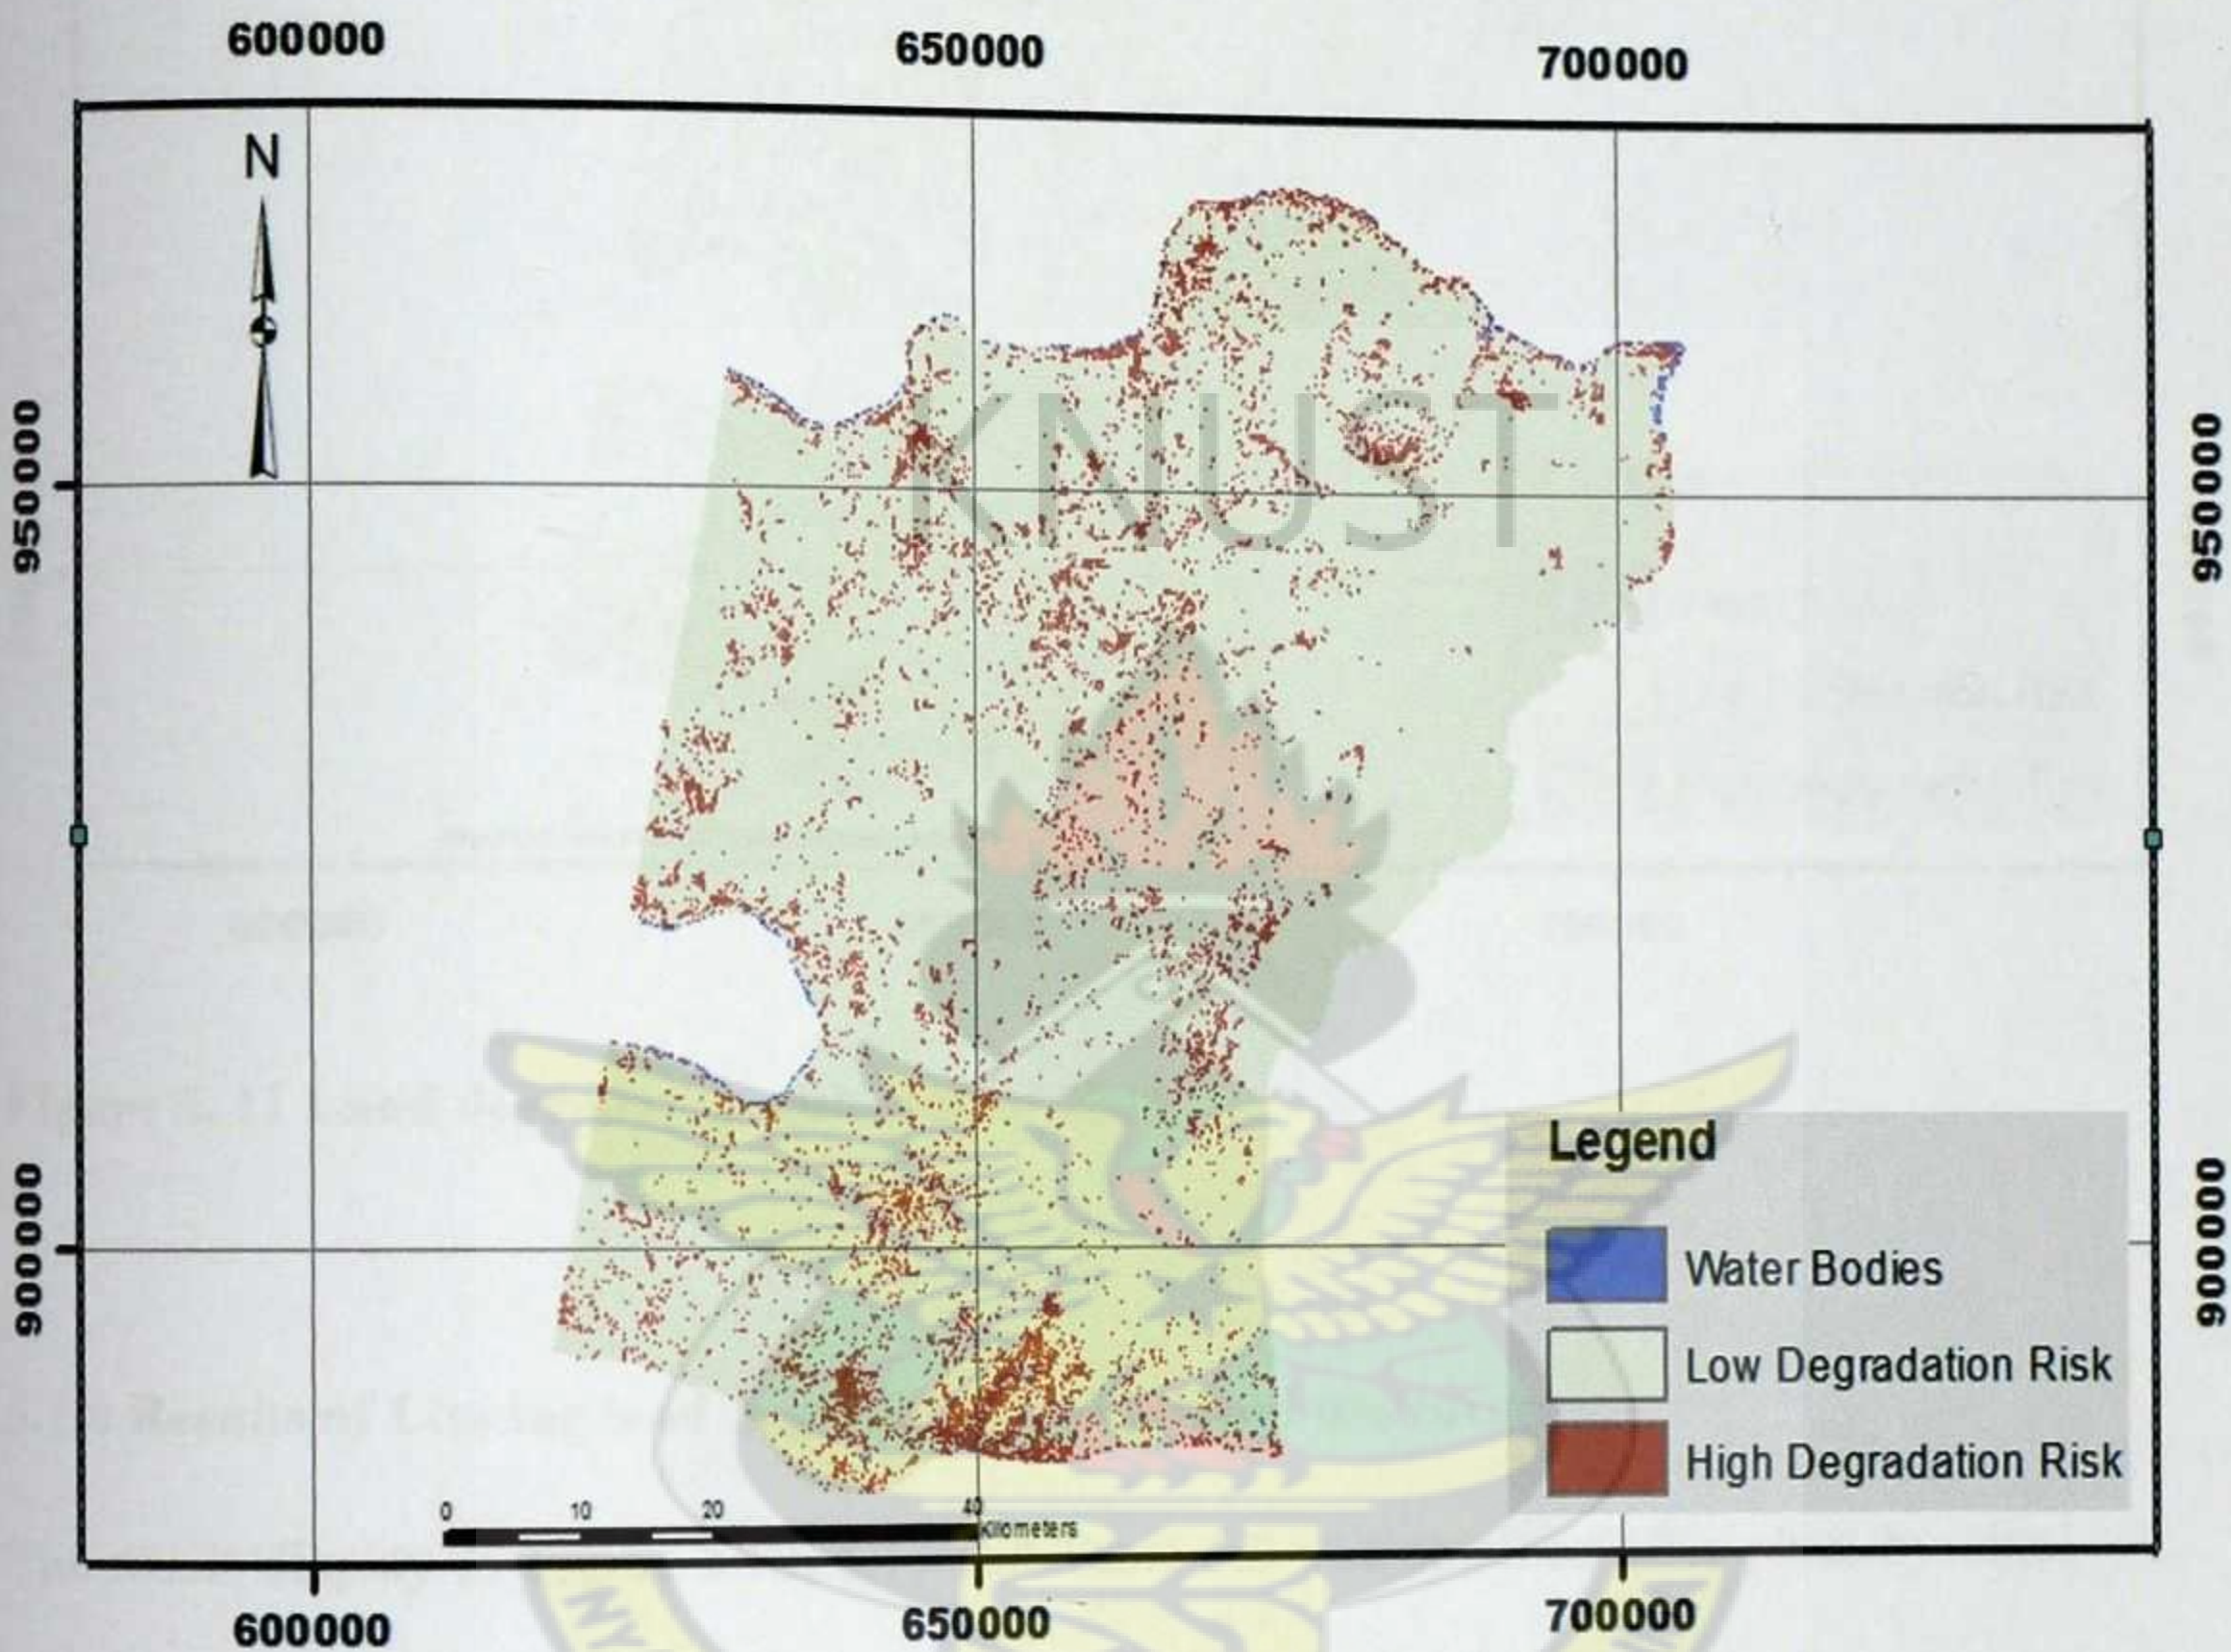 600000 650000 700000
N
KNUST
950000 950000
900000 900000
Legend
Water Bodies
Low Degradation Risk
High Degradation Risk
0 10 20 40
Kilometers
600000 650000 700000
NY